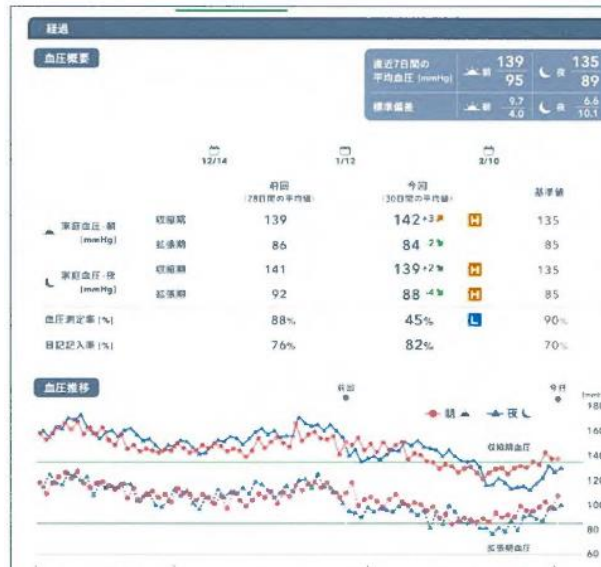 経過
血圧概要
直近7日間の 朝 139 夜 135
平均血圧 (mmHg) 95 89
標準偏差 朝 9.7 夜 6.6
4.0 10.1
12/14 1/12 2/10
前回 今回 基準値
(28日間の平均値) (30日間の平均値)
家庭血圧-朝 収縮期 139 142 +3 H 135
(mmHg) 拡張期 86 84 -2 85
家庭血圧-夜 収縮期 141 139 +2 H 135
(mmHg) 拡張期 92 88 -4 H 85
血圧測定率 [%] 88% 45% L 90%
日記記入率 [%] 76% 82% 70%
血圧推移 前回 今回
朝 夜
180
収縮期血圧 160
140
120
100
80
拡張期血圧
60